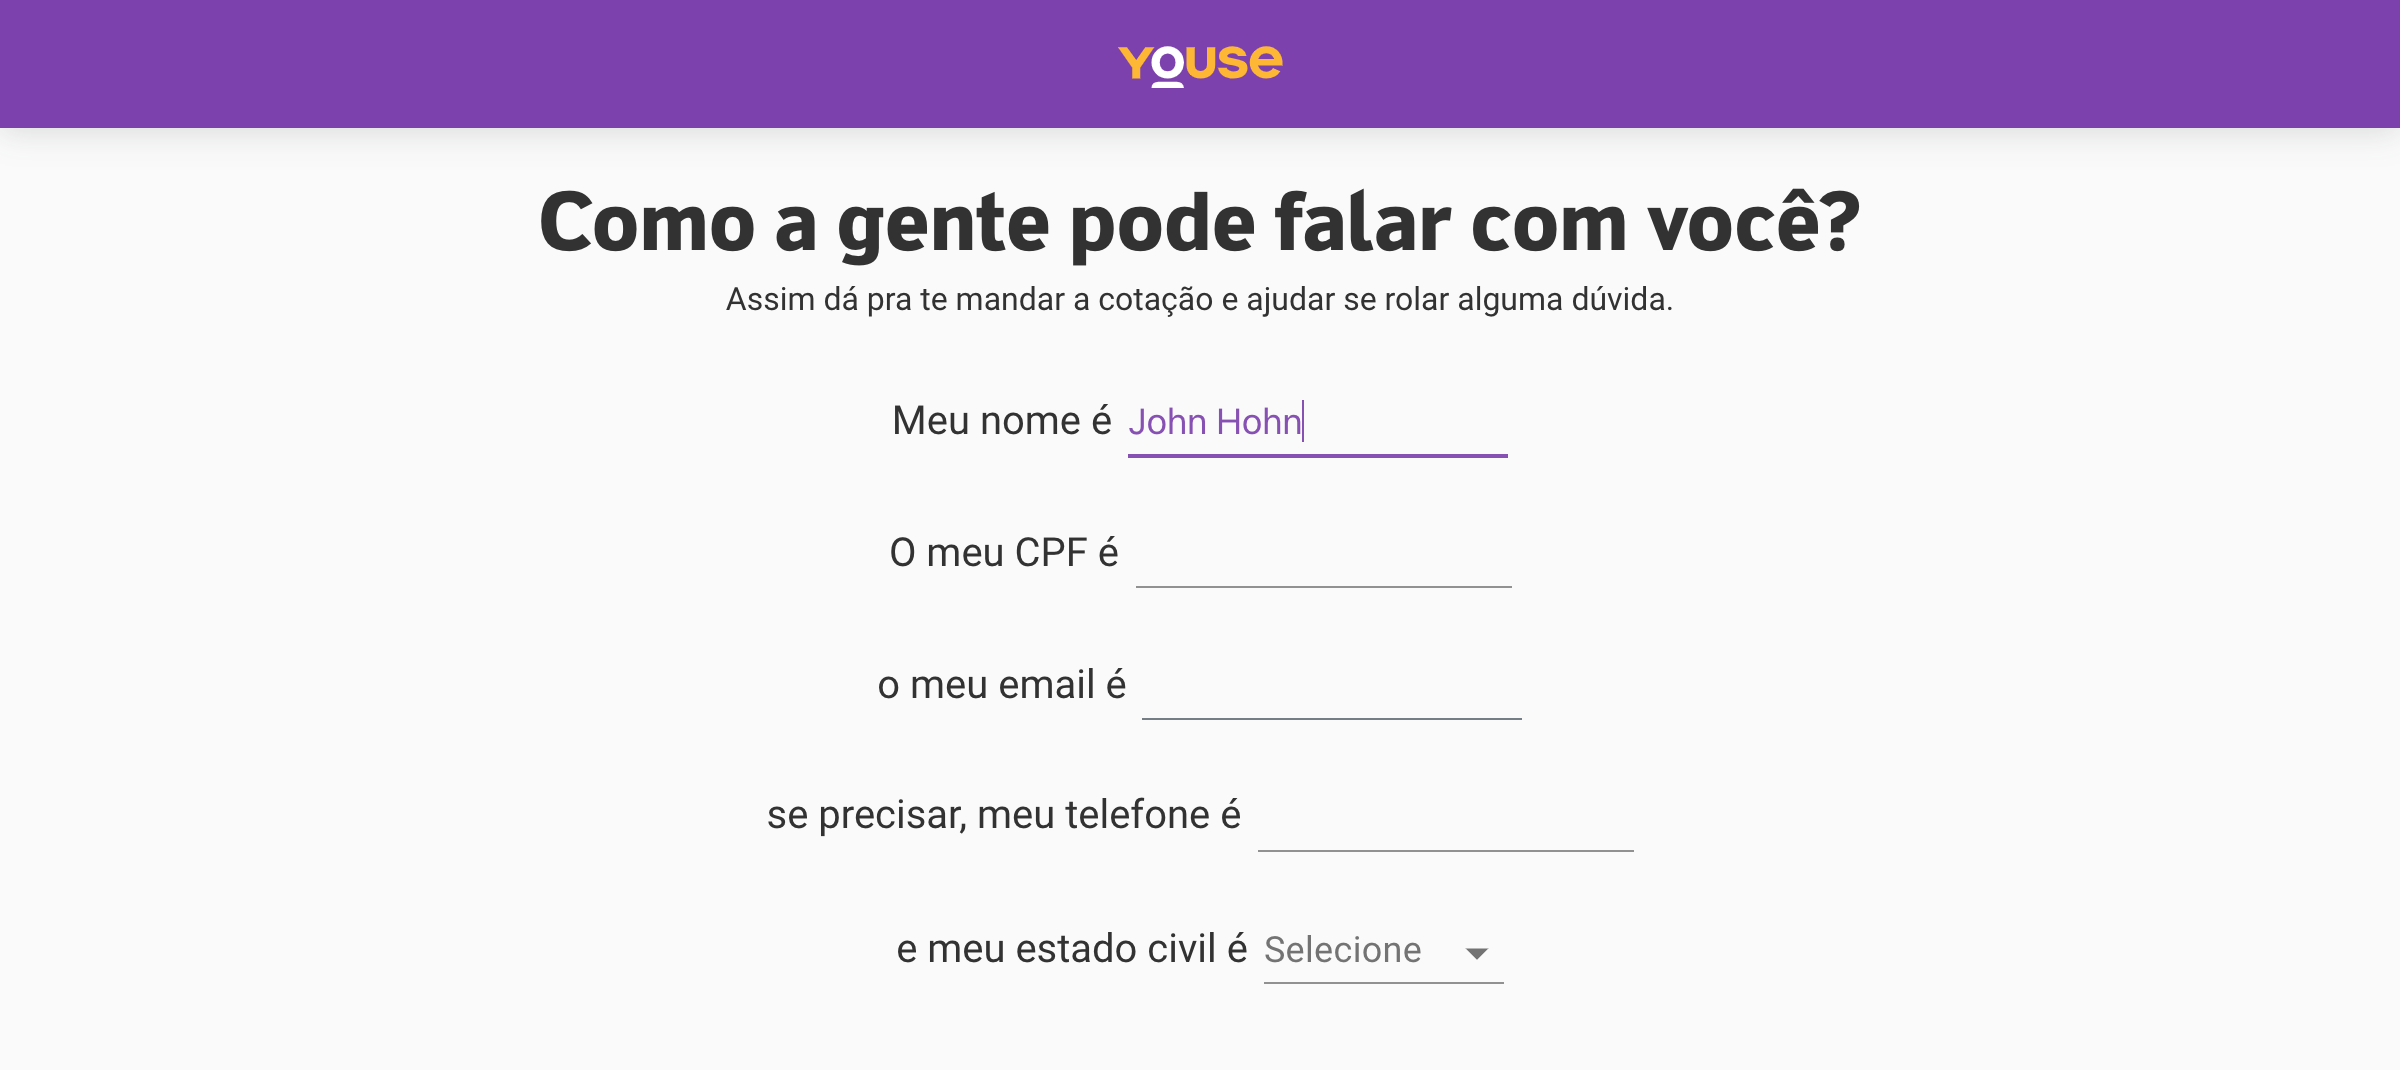 Youse
Como a gente pode falar com você?
Assim dá pra te mandar a cotação e ajudar se rolar alguma dúvida.
Meu nome é John Hohn
O meu CPF é
o meu email é
se precisar, meu telefone é
e meu estado civil é Selecione